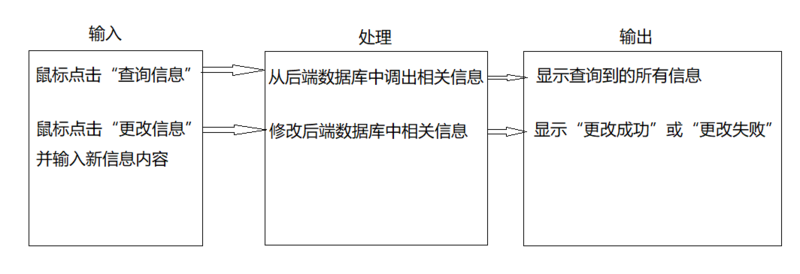 输入
处理
输出
鼠标点击“查询信息”
从后端数据库中调出相关信息
显示查询到的所有信息
鼠标点击“更改信息”
并输入新信息内容
修改后端数据库中相关信息
显示“更改成功”或“更改失败”